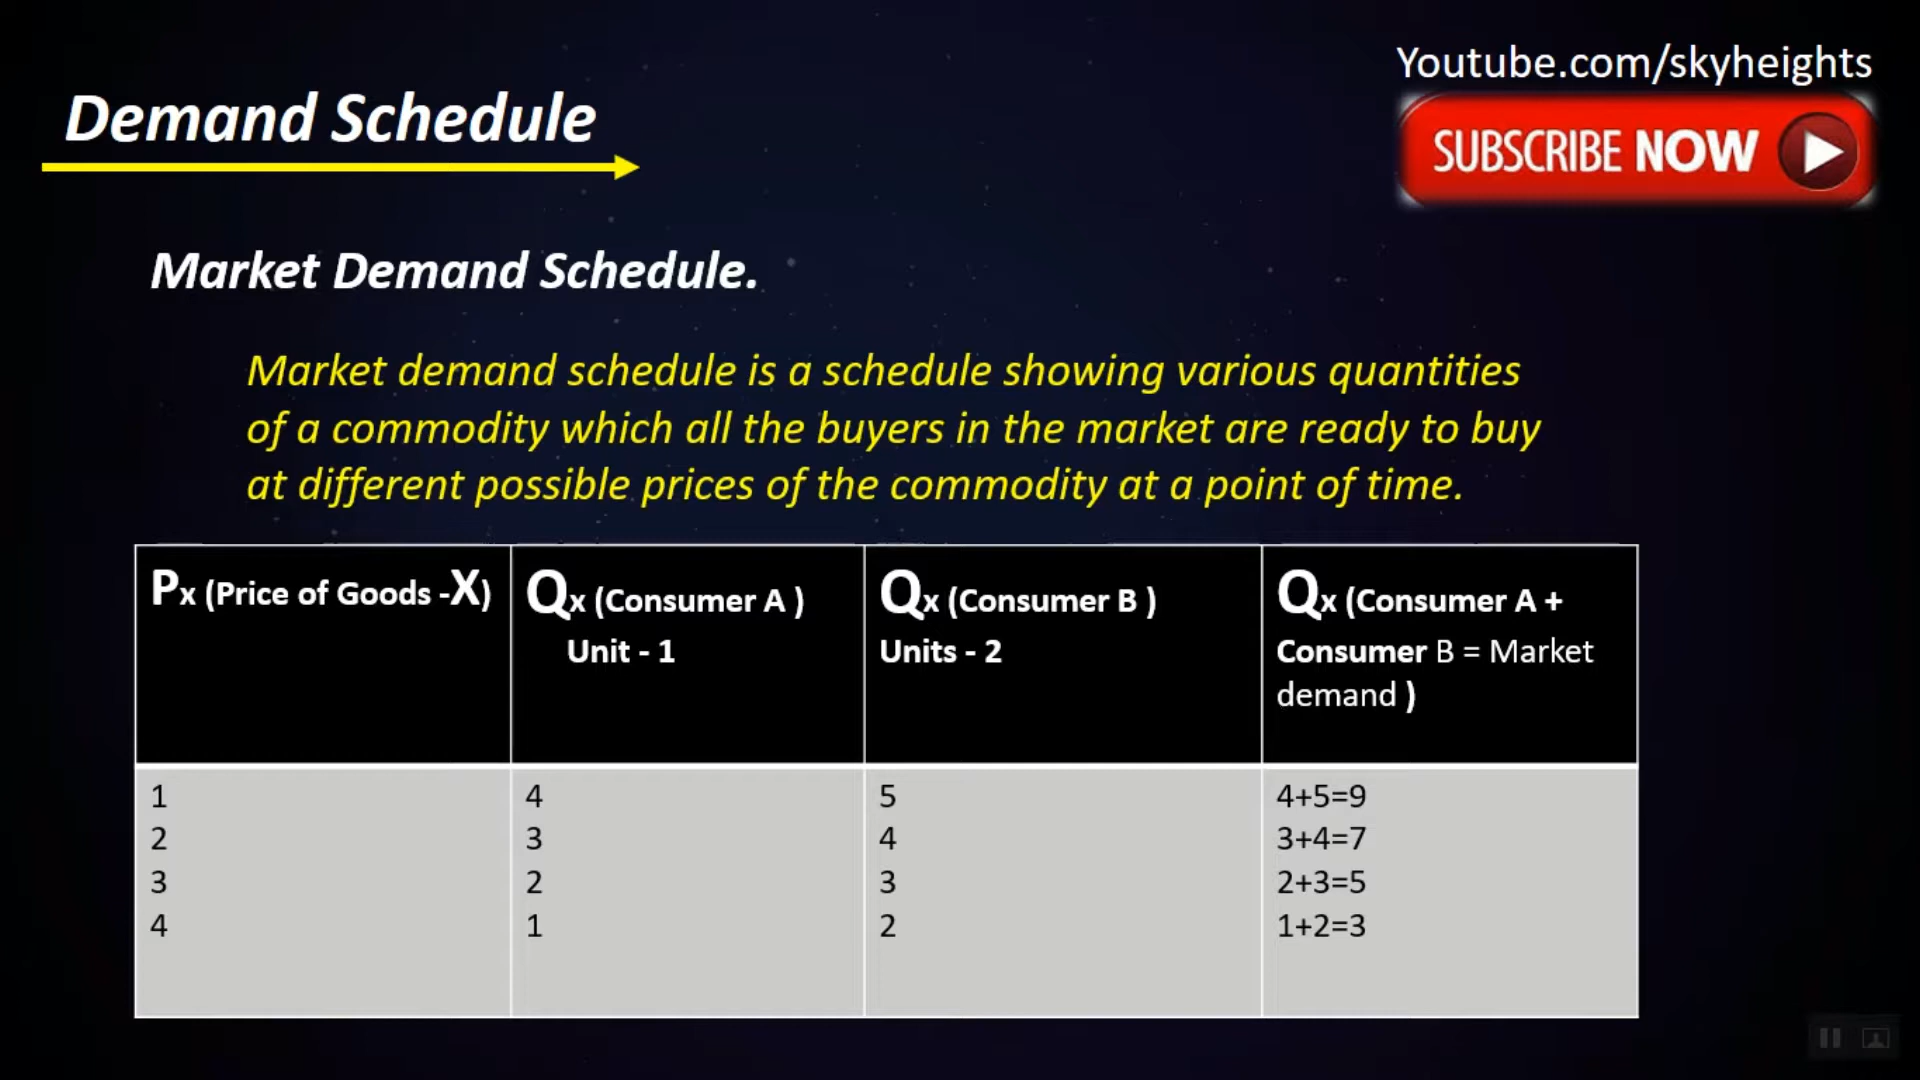 Youtube.com/skyheights
Demand Schedule
SUBSCRIBE NOW
Market Demand Schedule.
Market demand schedule is a schedule showing various quantities
of a commodity which all the buyers in the market are ready to buy
at different possible prices of the commodity at a point of time.
Px (Price of Goods -X) Qx (Consumer A ) Qx (Consumer B ) Qx (Consumer A +
Unit - 1 Units - 2 Consumer B = Market
demand )
1 4 5 4+5=9
2 3 4 3+4=7
3 2 3 2+3=5
4 1 2 1+2=3